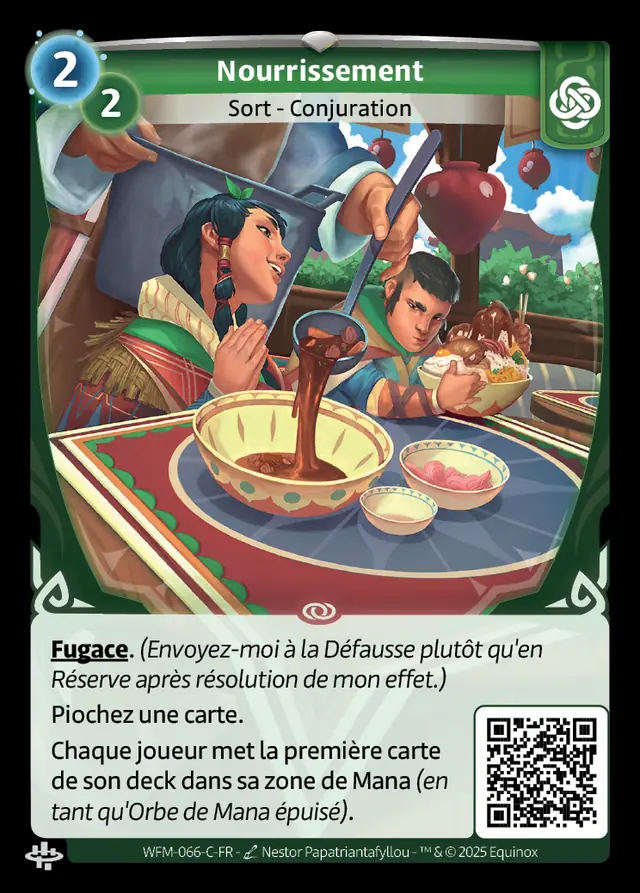 2
Nourrissement
2
Sort - Conjuration
Fugace. (Envoyez-moi à la Défausse plutôt qu'en
Réserve après résolution de mon effet.)
Piochez une carte.
Chaque joueur met la première carte
de son deck dans sa zone de Mana (en
tant qu'Orbe de Mana épuisé).
WFM-066-C-FR - Nestor Papatriantafyllou - ™ & © 2025 Equinox